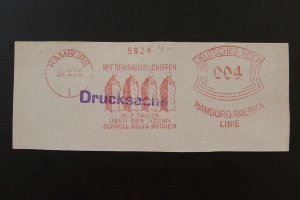 9824
HAMBURG
1
MIT DEN BALLINSCHIFFEN
Drucksache
IN 7 TAGEN
ÜBER DEN OZEAN
SCHNELL BILLIG BEQUEM
DEUTSCHES REICH
004
HAMBURG-AMERIKA
LINIE